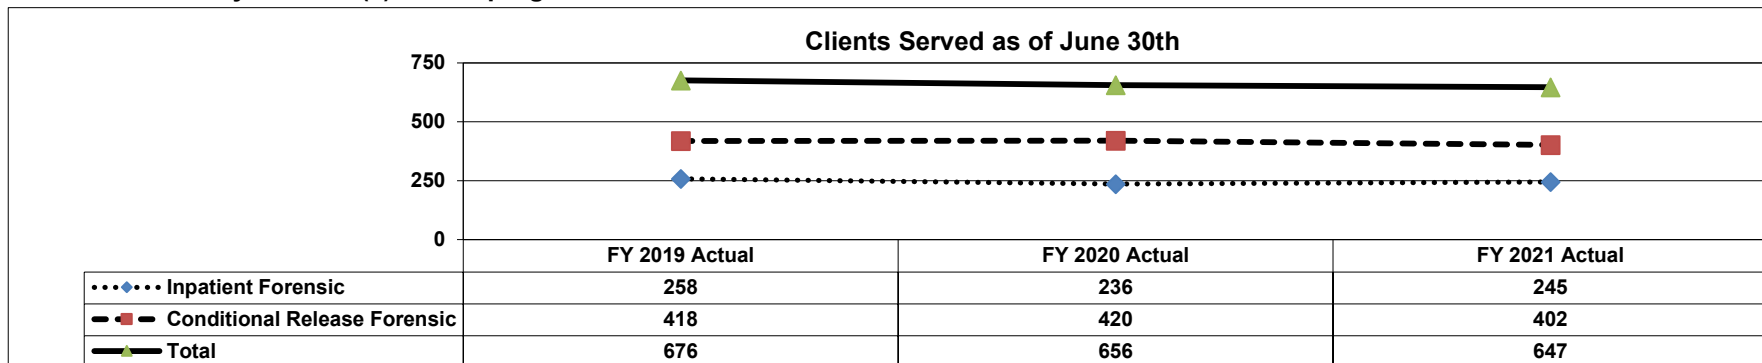 Clients Served as of June 30th
750
500
250
0
FY 2019 Actual FY 2020 Actual FY 2021 Actual
Inpatient Forensic 258 236 245
Conditional Release Forensic 418 420 402
Total 676 656 647